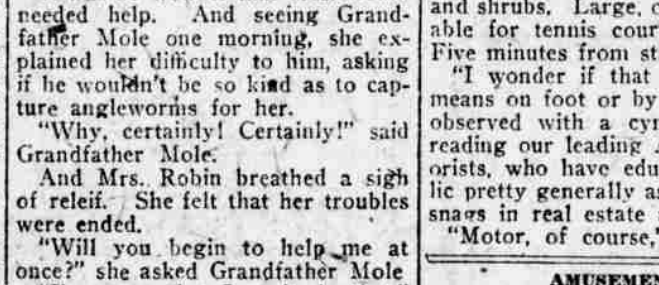 needed help. And seeing Grand-
father Mole one morning, she ex-
plained her difficulty to him, asking
if he wouldn't be so kind as to cap-
ture angleworms for her.
"Why, certainly! Certainly!" said
Grandfather Mole.
And Mrs. Robin breathed a sigh
of releif. She felt that her troubles
were ended.
"Will you begin to help me at
once?" she asked Grandfather Mole
and shrubs. Large,
able for tennis cour
Five minutes from st
"I wonder if that
means on foot or by
observed with a cyr
reading our leading
orists, who have edu
lic pretty generally as
snags in real estate
"Motor, of course,"
AMUSEMEN